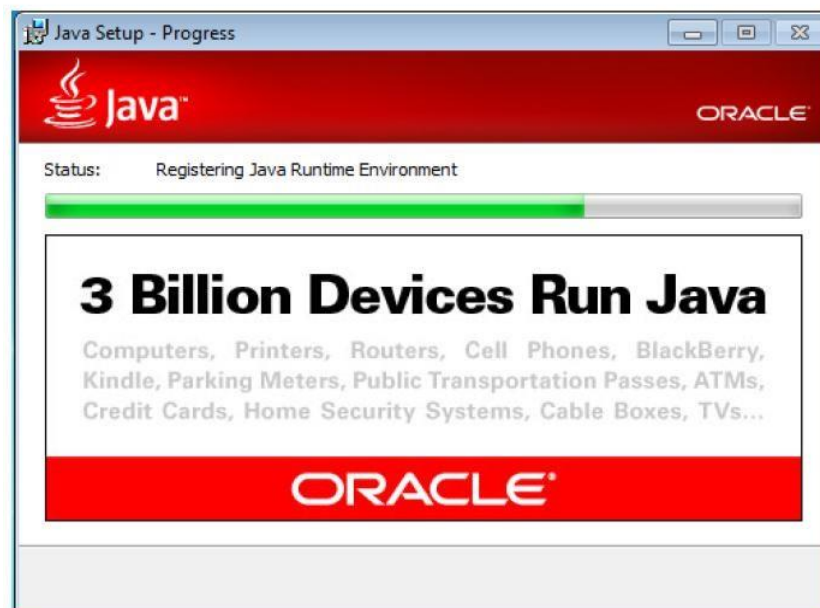 Java Setup - Progress
Java™
ORACLE®
Status: Registering Java Runtime Environment
3 Billion Devices Run Java
Computers, Printers, Routers, Cell Phones, BlackBerry,
Kindle, Parking Meters, Public Transportation Passes, ATMs,
Credit Cards, Home Security Systems, Cable Boxes, TVs...
ORACLE®